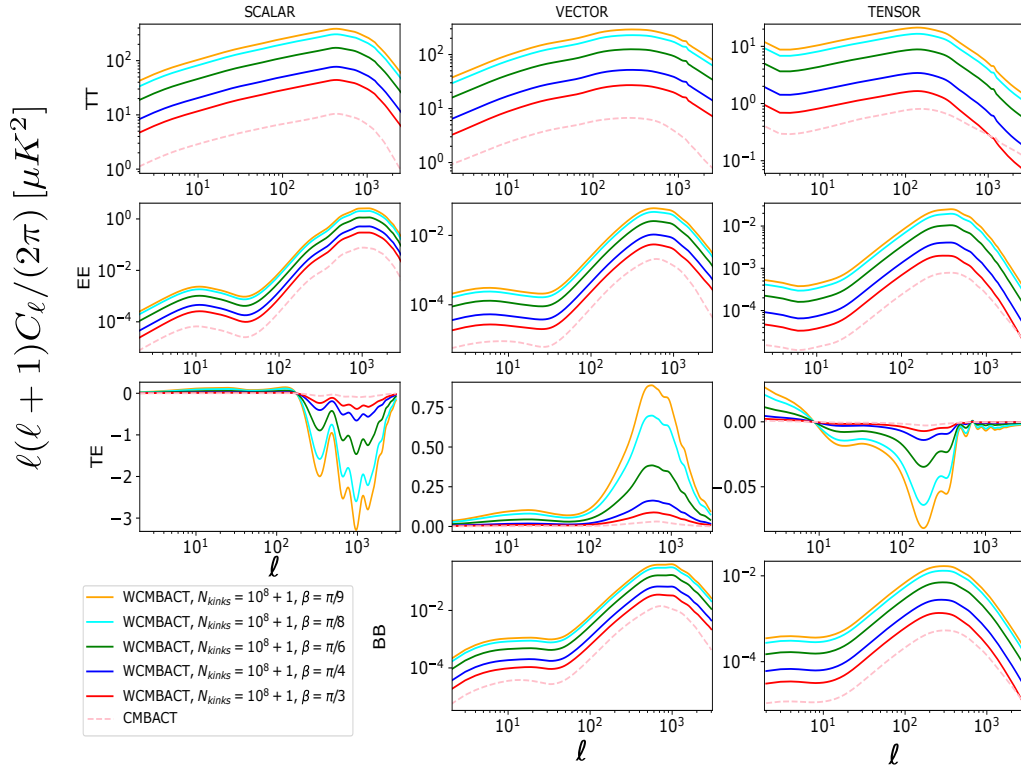 SCALAR VECTOR TENSOR
ℓ(ℓ + 1)C_ℓ/(2π) [μK²]
TT
10² 10¹ 10⁰
10² 10¹ 10⁰
10¹ 10⁰ 10⁻¹
10¹ 10² 10³
10¹ 10² 10³
10¹ 10² 10³
EE
10⁰ 10⁻² 10⁻⁴
10⁻² 10⁻⁴
10⁻² 10⁻³ 10⁻⁴
10¹ 10² 10³
10¹ 10² 10³
10¹ 10² 10³
TE
0 −1 −2 −3
0.75 0.50 0.25 0.00
0.00 −0.05
10¹ 10² 10³
10¹ 10² 10³
10¹ 10² 10³
ℓ
WCMBACT, N_kinks = 10⁸ + 1, β = π/9
WCMBACT, N_kinks = 10⁸ + 1, β = π/8
WCMBACT, N_kinks = 10⁸ + 1, β = π/6
WCMBACT, N_kinks = 10⁸ + 1, β = π/4
WCMBACT, N_kinks = 10⁸ + 1, β = π/3
CMBACT
BB
10⁻² 10⁻⁴
10⁻² 10⁻³ 10⁻⁴
10¹ 10² 10³
10¹ 10² 10³
ℓ ℓ